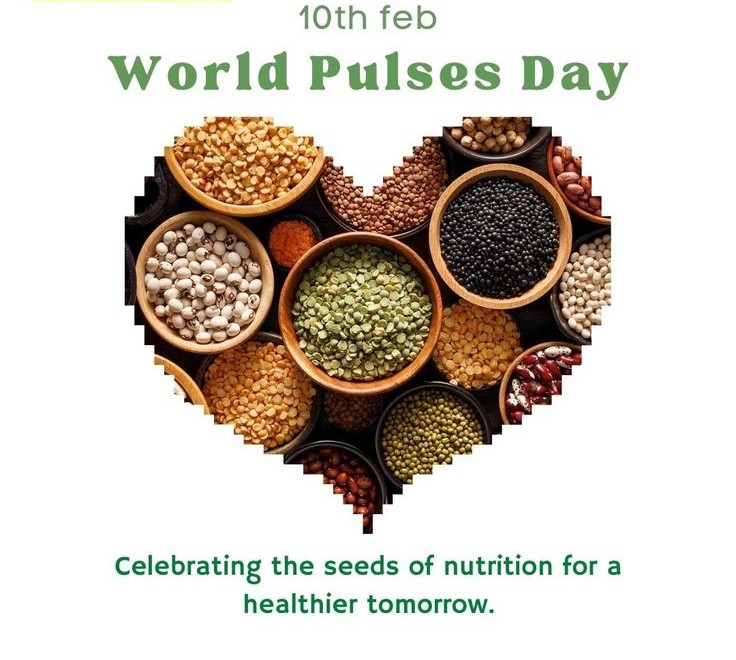 10th feb
World Pulses Day
Celebrating the seeds of nutrition for a
healthier tomorrow.